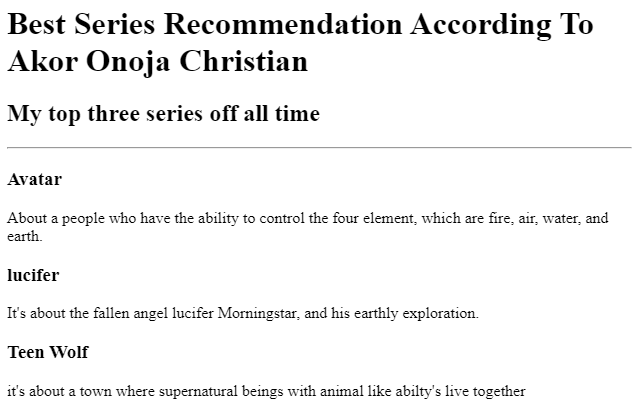 Best Series Recommendation According To
Akor Onoja Christian
My top three series off all time
Avatar
About a people who have the ability to control the four element, which are fire, air, water, and
earth.
lucifer
It's about the fallen angel lucifer Morningstar, and his earthly exploration.
Teen Wolf
it's about a town where supernatural beings with animal like abilty's live together